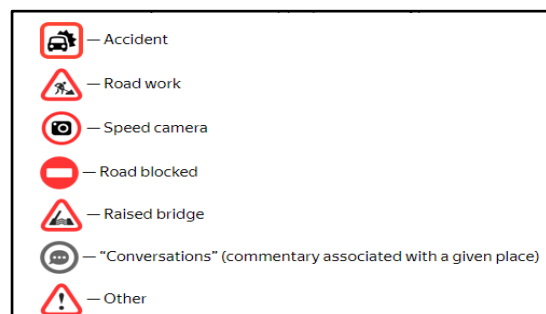 — Accident
— Road work
— Speed camera
— Road blocked
— Raised bridge
— “Conversations” (commentary associated with a given place)
— Other